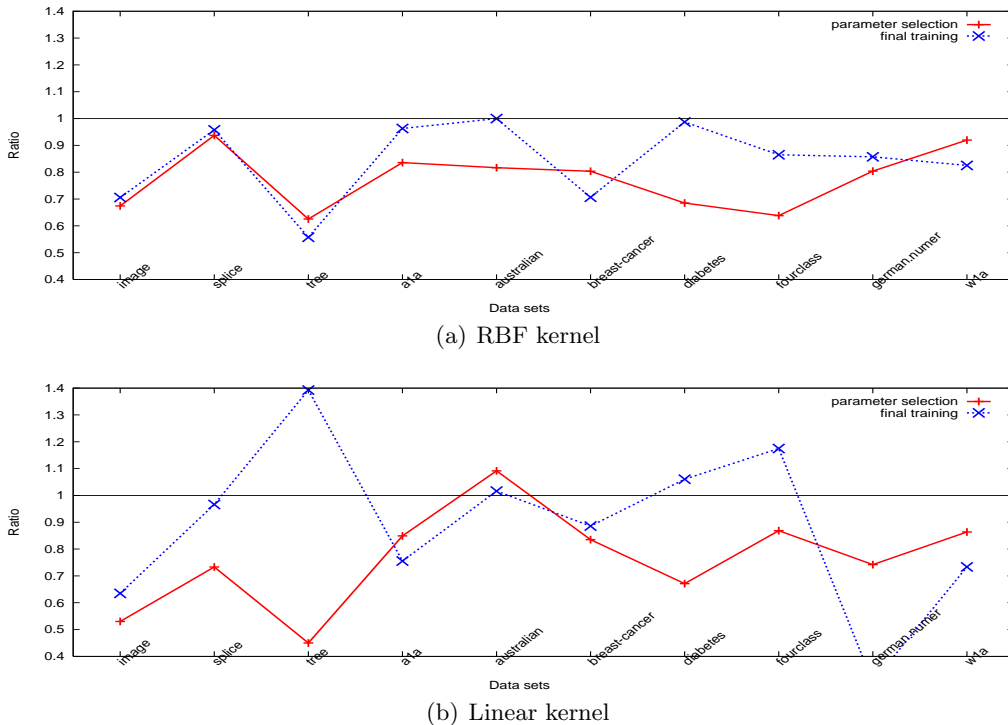 1.4
1.3
1.2
1.1
1
0.9
0.8
0.7
0.6
0.5
0.4
Ratio
parameter selection
final training
image
splice
tree
a1a
australian
breast-cancer
diabetes
fourclass
german.numer
w1a
Data sets
(a) RBF kernel
1.4
1.3
1.2
1.1
1
0.9
0.8
0.7
0.6
0.5
0.4
Ratio
parameter selection
final training
image
splice
tree
a1a
australian
breast-cancer
diabetes
fourclass
german.numer
w1a
Data sets
(b) Linear kernel